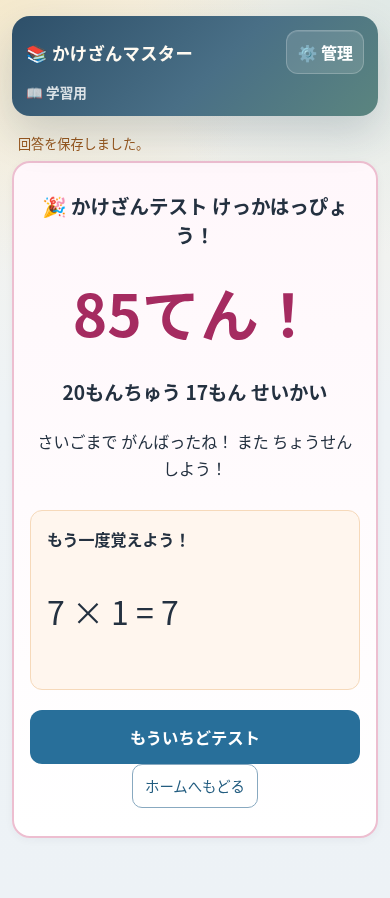 📚 かけざんマスター
⚙️ 管理
📖 学習用
回答を保存しました。
🎉 かけざんテスト けっかはっぴょ
う！
85てん！
20もんちゅう 17もん せいかい
さいごまで がんばったね！ また ちょうせん
しよう！
もう一度覚えよう！
7 × 1 = 7
もういちどテスト
ホームへもどる